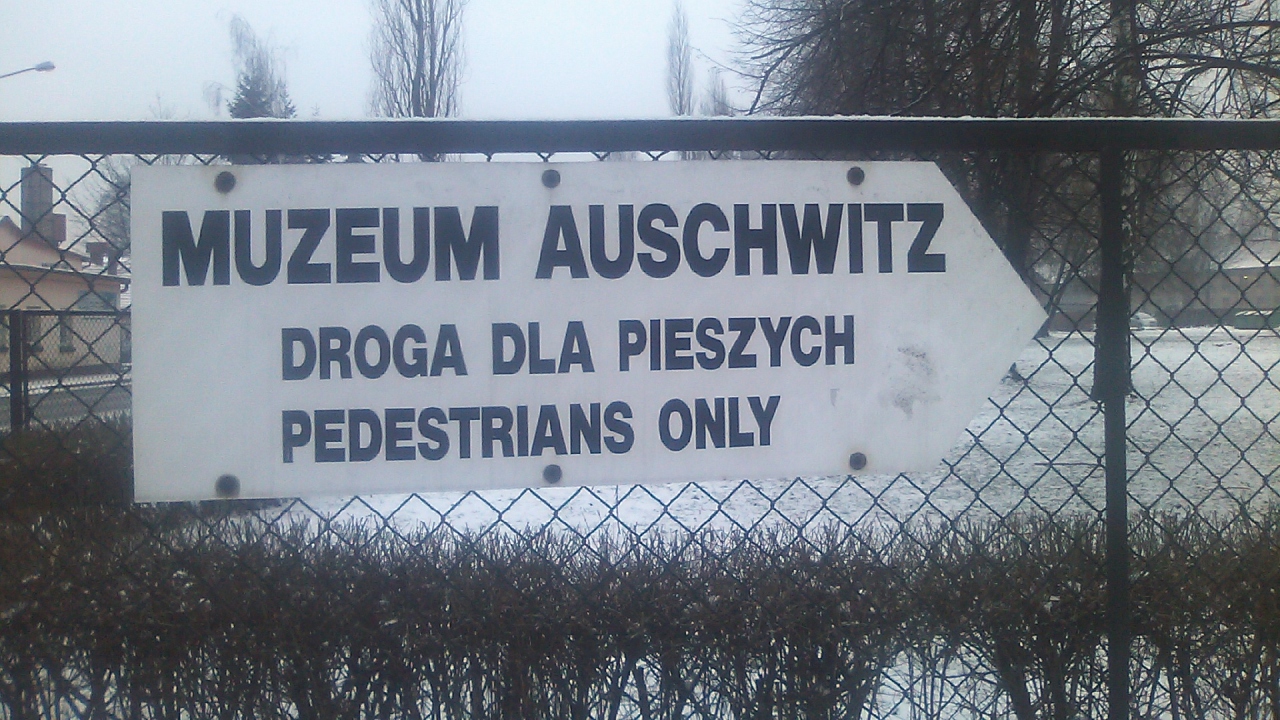 MUZEUM AUSCHWITZ
DROGA DLA PIESZYCH
PEDESTRIANS ONLY